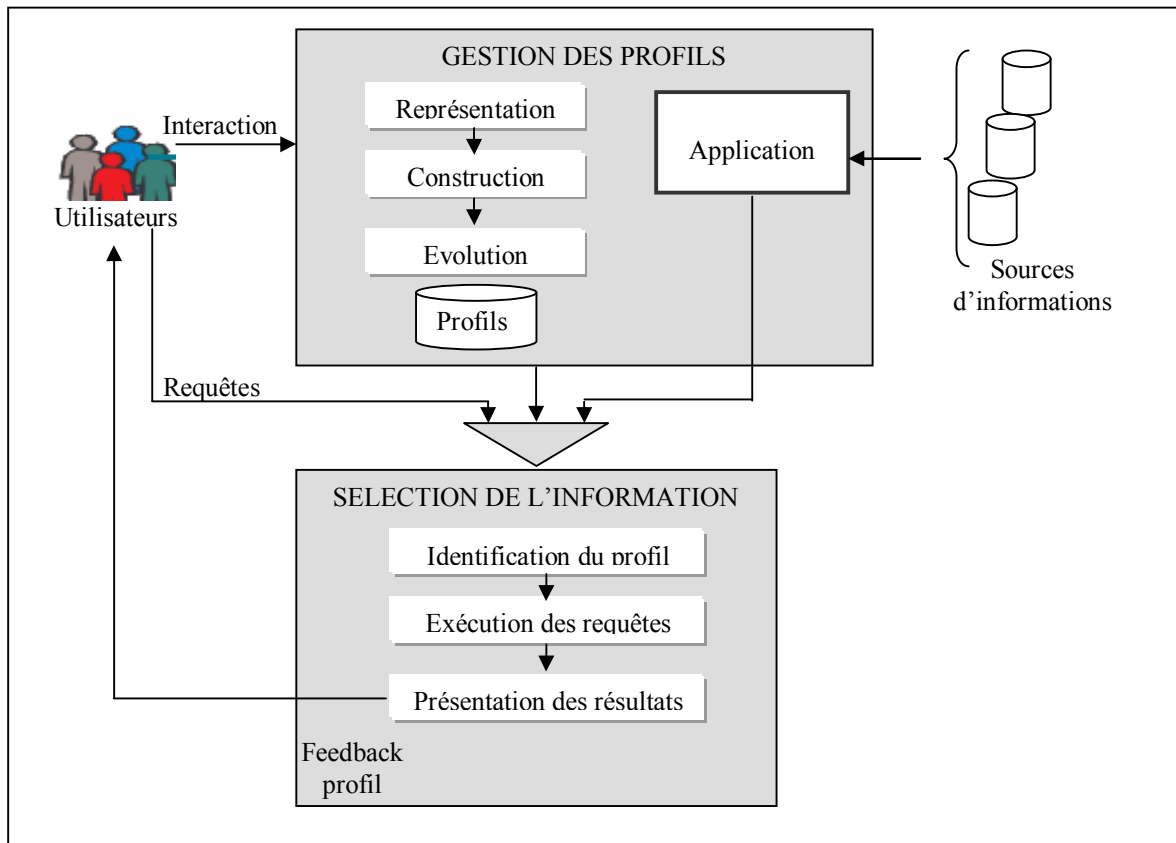 GESTION DES PROFILS
Représentation
Interaction
Application
Construction
Utilisateurs
Evolution
Sources
d’informations
Profils
Requêtes
SELECTION DE L’INFORMATION
Identification du profil
Exécution des requêtes
Présentation des résultats
Feedback
profil